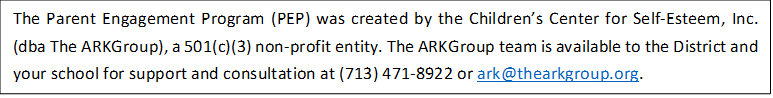 The Parent Engagement Program (PEP) was created by the Children’s Center for Self-Esteem, Inc.
(dba The ARKGroup), a 501(c)(3) non-profit entity. The ARKGroup team is available to the District and
your school for support and consultation at (713) 471-8922 or ark@thearkgroup.org.